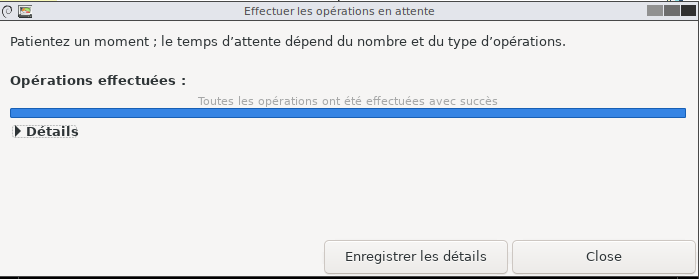 Effectuer les opérations en attente
Patientez un moment ; le temps d’attente dépend du nombre et du type d’opérations.
Opérations effectuées :
Toutes les opérations ont été effectuées avec succès
Détails
Enregistrer les détails
Close